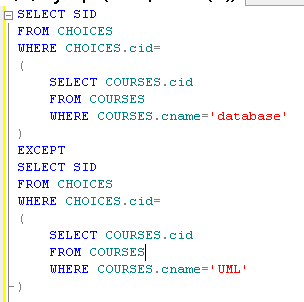 SELECT SID
FROM CHOICES
WHERE CHOICES.cid=
(
SELECT COURSES.cid
FROM COURSES
WHERE COURSES.cname='database'
)
EXCEPT
SELECT SID
FROM CHOICES
WHERE CHOICES.cid=
(
SELECT COURSES.cid
FROM COURSES
WHERE COURSES.cname='UML'
)